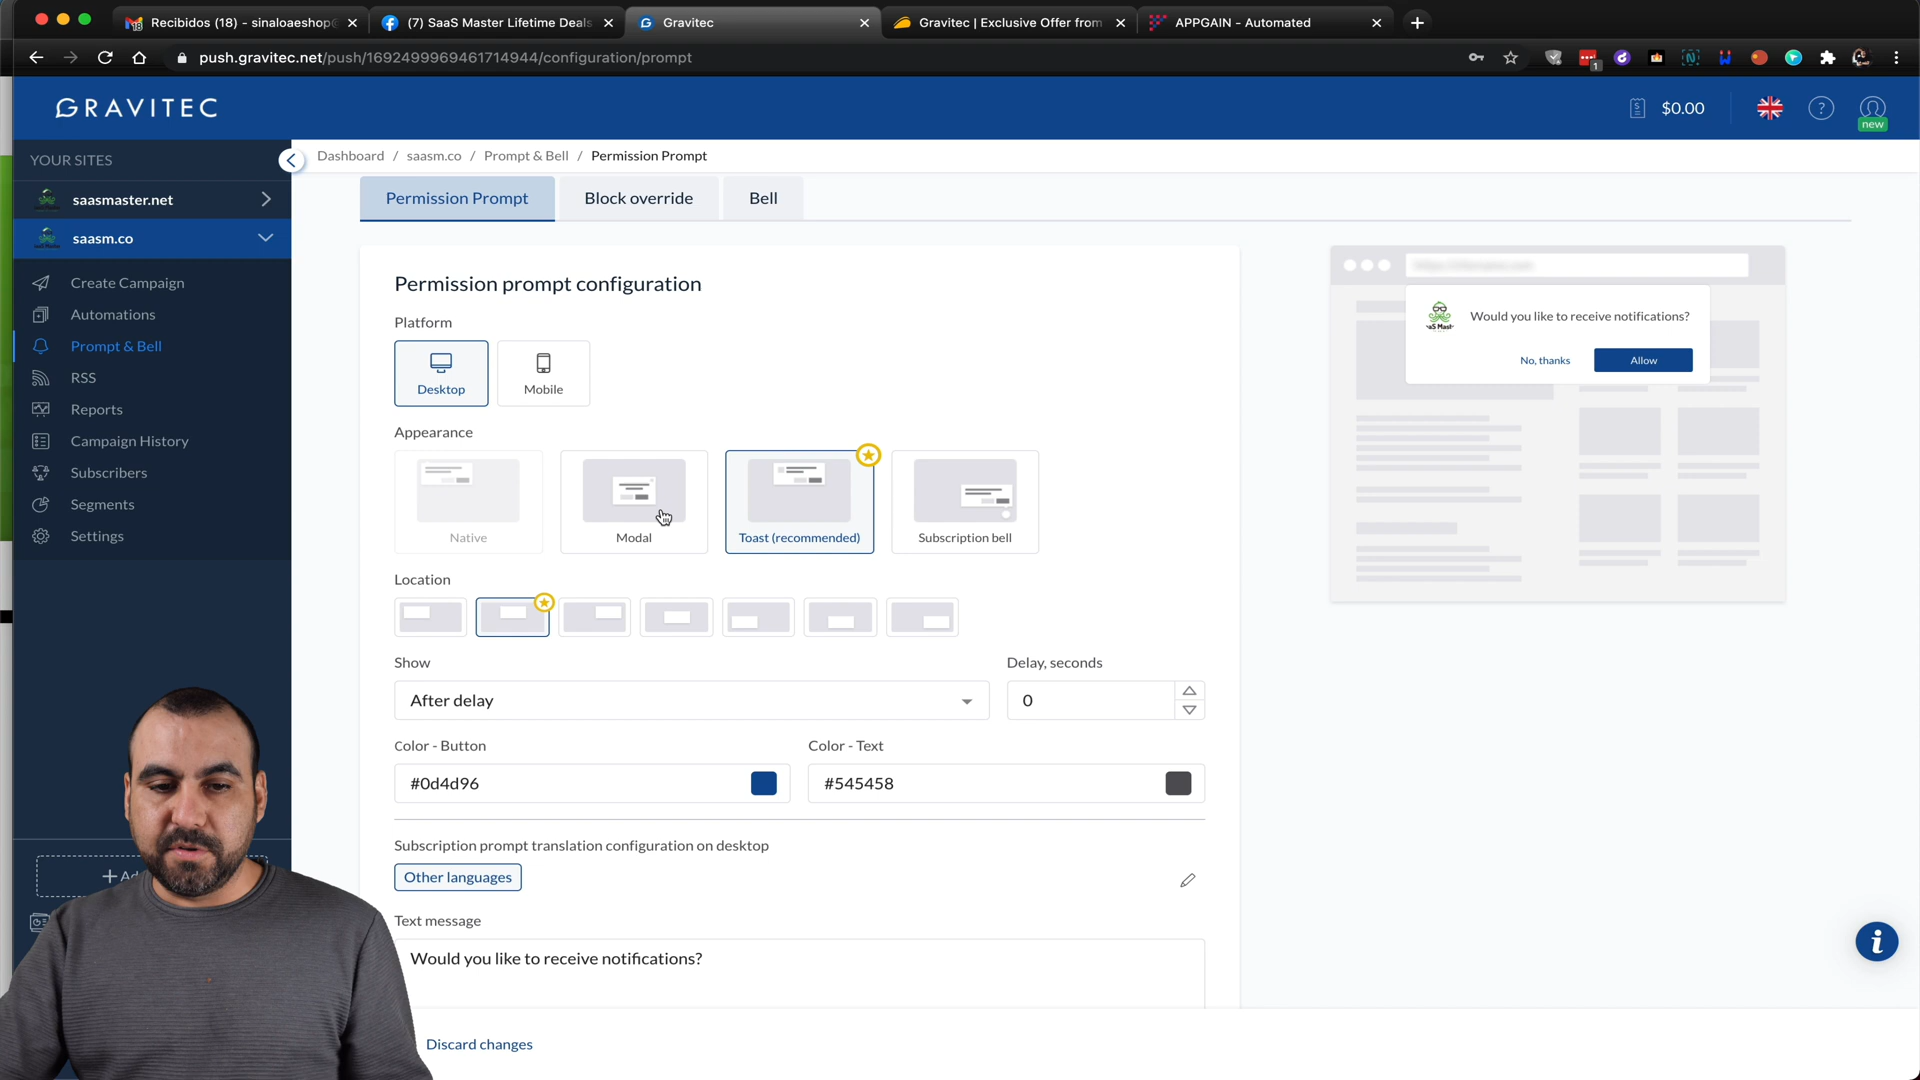 Recibidos (18) - sinaloaeshop@
(7) SaaS Master Lifetime Deals
Gravitec
Gravitec | Exclusive Offer from
APPGAIN - Automated
push.gravitec.net/push/1692499969461714944/configuration/prompt
1
GRAVITEC
$0.00
new
YOUR SITES
Dashboard / saasm.co / Prompt & Bell / Permission Prompt
saasmaster.net
saasm.co
Create Campaign
Automations
Prompt & Bell
RSS
Reports
Campaign History
Subscribers
Segments
Settings
Permission Prompt
Block override
Bell
Permission prompt configuration
Platform
Desktop
Mobile
Appearance
Native
Modal
Toast (recommended)
Subscription bell
Location
Show
Delay, seconds
After delay
0
Color - Button
Color - Text
#0d4d96
#545458
Subscription prompt translation configuration on desktop
Other languages
Text message
Would you like to receive notifications?
Discard changes
Would you like to receive notifications?
No, thanks
Allow